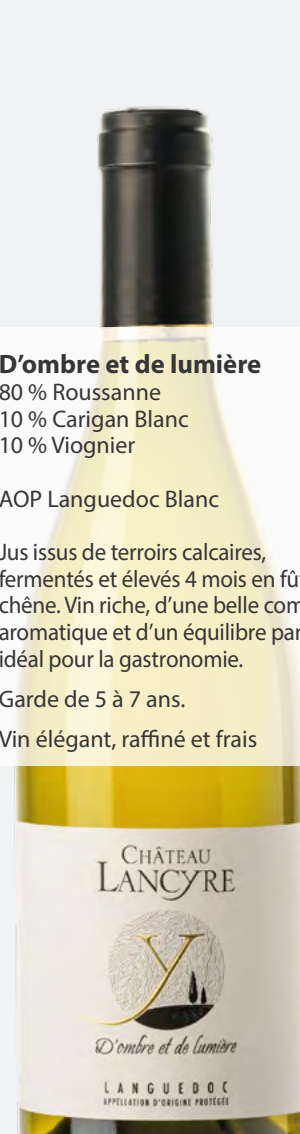 D'ombre et de lumière
80 % Roussanne
10 % Carigan Blanc
10 % Viognier
AOP Languedoc Blanc
Jus issus de terroirs calcaires,
fermentés et élevés 4 mois en
chêne. Vin riche, d'une belle
aromatique et d'un équilibre
idéal pour la gastronomie.
Garde de 5 à 7 ans.
Vin élégant, raffiné et frais
CHÂTEAU
LANCYRE
y
D'ombre et de lumière
LANGUEDOC
APPELLATION D'ORIGINE PROTÉGÉE